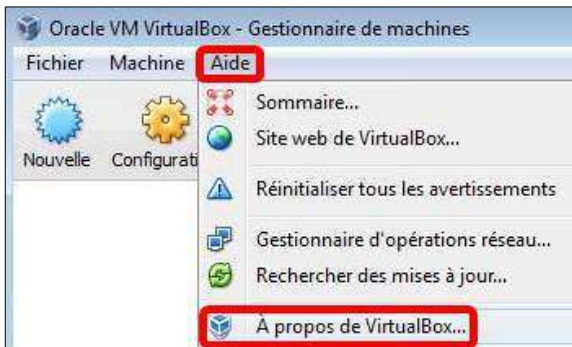 Oracle VM VirtualBox - Gestionnaire de machines
Fichier Machine Aide
Nouvelle Configurati
Sommaire...
Site web de VirtualBox...
Réinitialiser tous les avertissements
Gestionnaire d'opérations réseau...
Rechercher des mises à jour...
À propos de VirtualBox...